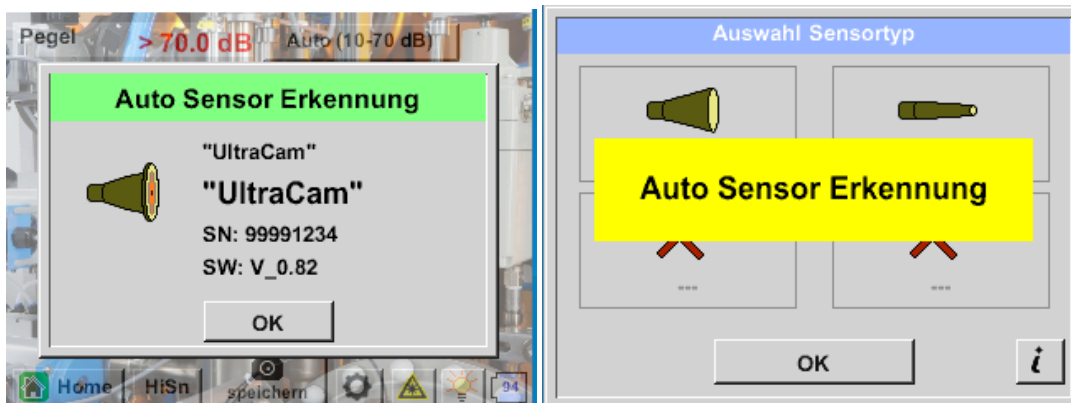 Pegel > 70.0 dB Auto (10-70 dB)
Auto Sensor Erkennung
"UltraCam"
"UltraCam"
SN: 99991234
SW: V_0.82
OK
Home HiSn speichern 94
Auswahl Sensortyp
Auto Sensor Erkennung
--- ---
OK i